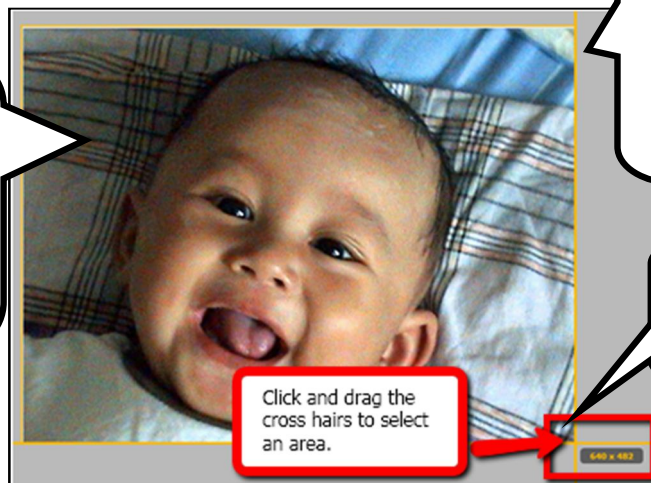 Click and drag the
cross hairs to select
an area.
640 x 482